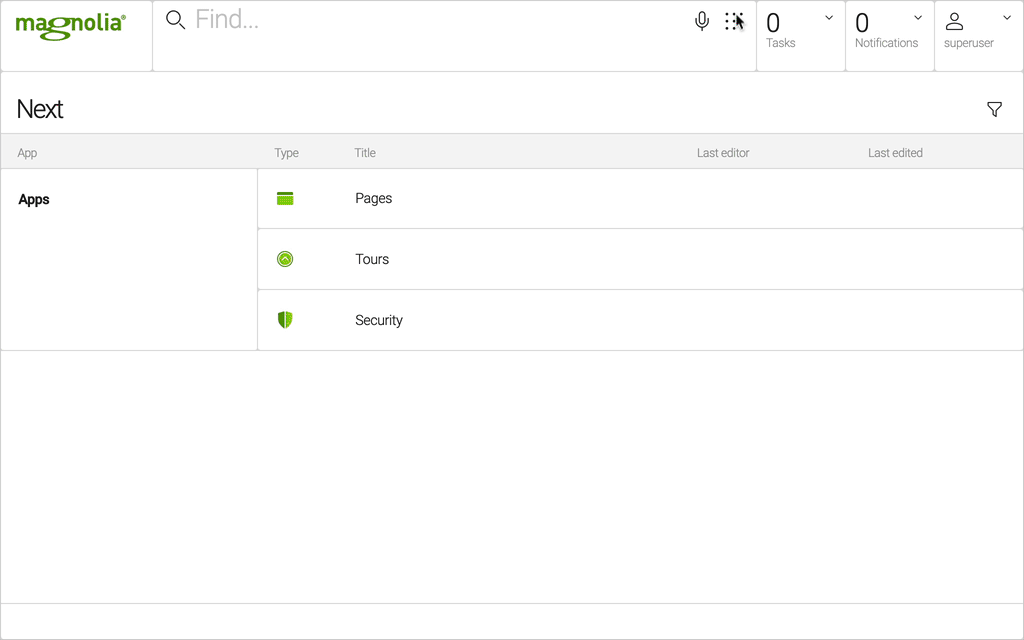 magnolia®
Find...
0
Tasks
0
Notifications
superuser
Next
App Type Title Last editor Last edited
Apps
Pages
Tours
Security